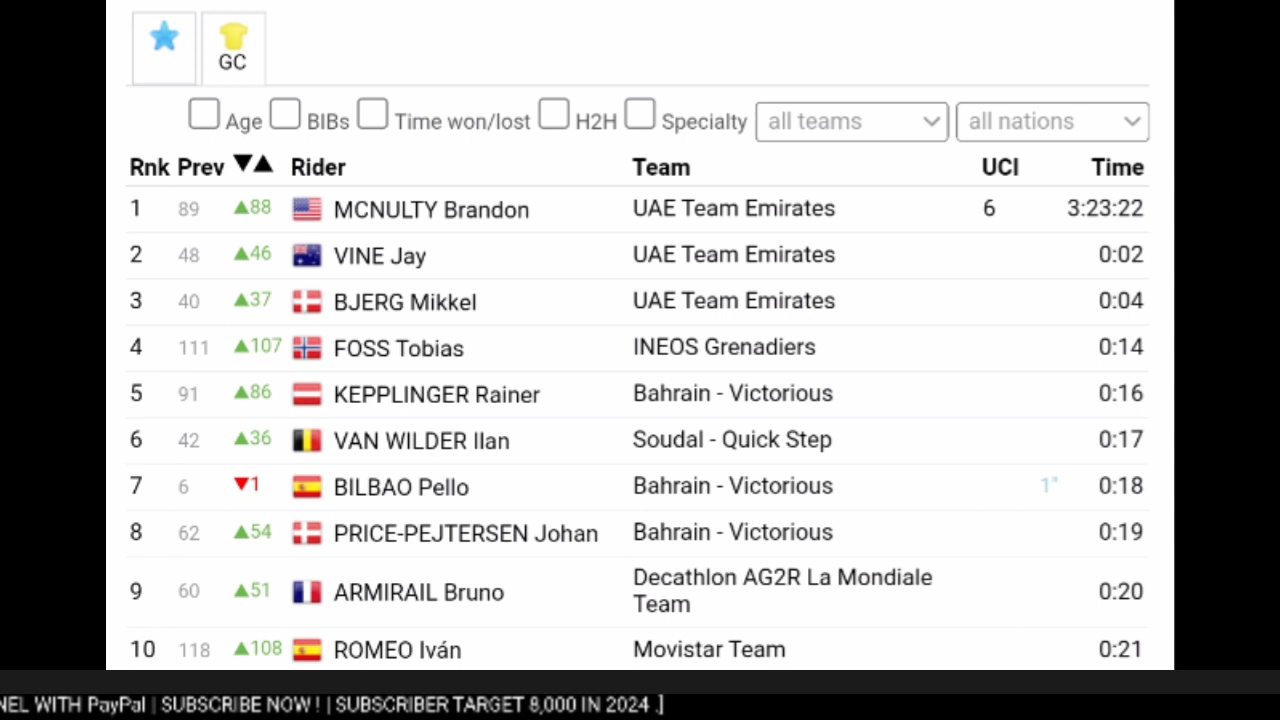 GC
Age BIBs Time won/lost H2H Specialty all teams all nations
Rnk Prev ▼▲ Rider Team UCI Time
1 89 ▲88 MCNULTY Brandon UAE Team Emirates 6 3:23:22
2 48 ▲46 VINE Jay UAE Team Emirates 0:02
3 40 ▲37 BJERG Mikkel UAE Team Emirates 0:04
4 111 ▲107 FOSS Tobias INEOS Grenadiers 0:14
5 91 ▲86 KEPPLINGER Rainer Bahrain - Victorious 0:16
6 42 ▲36 VAN WILDER Ilan Soudal - Quick Step 0:17
7 6 ▼1 BILBAO Pello Bahrain - Victorious 1" 0:18
8 62 ▲54 PRICE-PEJTERSEN Johan Bahrain - Victorious 0:19
9 60 ▲51 ARMIRAIL Bruno Decathlon AG2R La Mondiale Team 0:20
10 118 ▲108 ROMEO Iván Movistar Team 0:21
NEL WITH PayPal | SUBSCRIBE NOW ! | SUBSCRIBER TARGET 8,000 IN 2024 .]